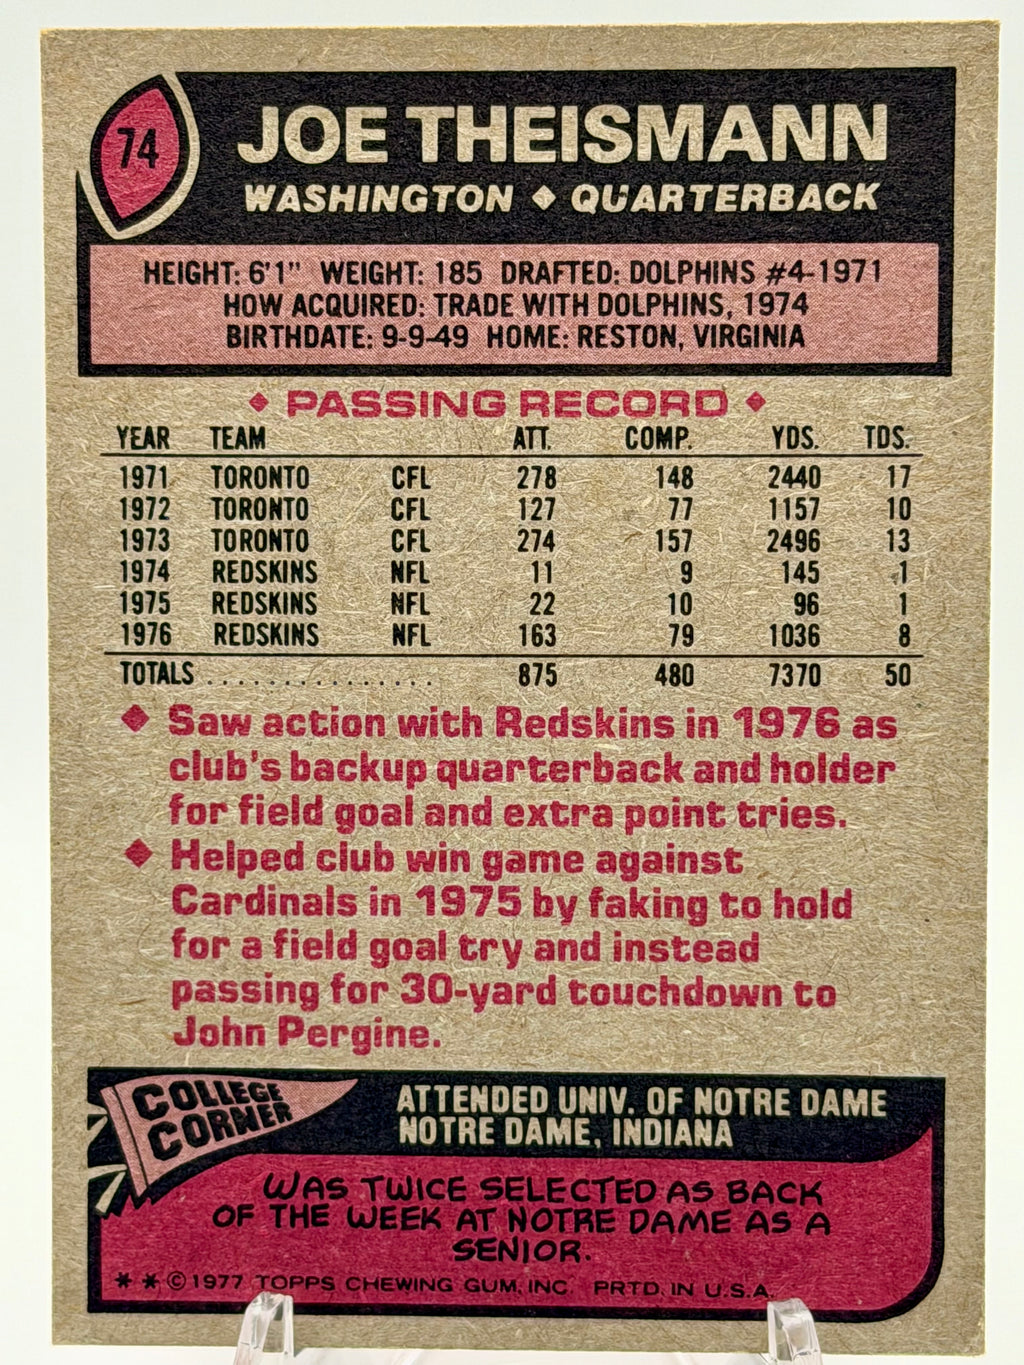 74
JOE THEISMANN
WASHINGTON ◆ QUARTERBACK
HEIGHT: 6'1" WEIGHT: 185 DRAFTED: DOLPHINS #4-1971
HOW ACQUIRED: TRADE WITH DOLPHINS, 1974
BIRTHDATE: 9-9-49 HOME: RESTON, VIRGINIA
◆ PASSING RECORD ◆
YEAR TEAM ATT. COMP. YDS. TDS.
1971 TORONTO CFL 278 148 2440 17
1972 TORONTO CFL 127 77 1157 10
1973 TORONTO CFL 274 157 2496 13
1974 REDSKINS NFL 11 9 145 1
1975 REDSKINS NFL 22 10 96 1
1976 REDSKINS NFL 163 79 1036 8
TOTALS . . . . . . . . . . . . . . . 875 480 7370 50
◆ Saw action with Redskins in 1976 as
club's backup quarterback and holder
for field goal and extra point tries.
◆ Helped club win game against
Cardinals in 1975 by faking to hold
for a field goal try and instead
passing for 30-yard touchdown to
John Pergine.
COLLEGE
CORNER
ATTENDED UNIV. OF NOTRE DAME
NOTRE DAME, INDIANA
WAS TWICE SELECTED AS BACK
OF THE WEEK AT NOTRE DAME AS A
SENIOR.
* * © 1977 TOPPS CHEWING GUM, INC. PRTD. IN U.S.A.